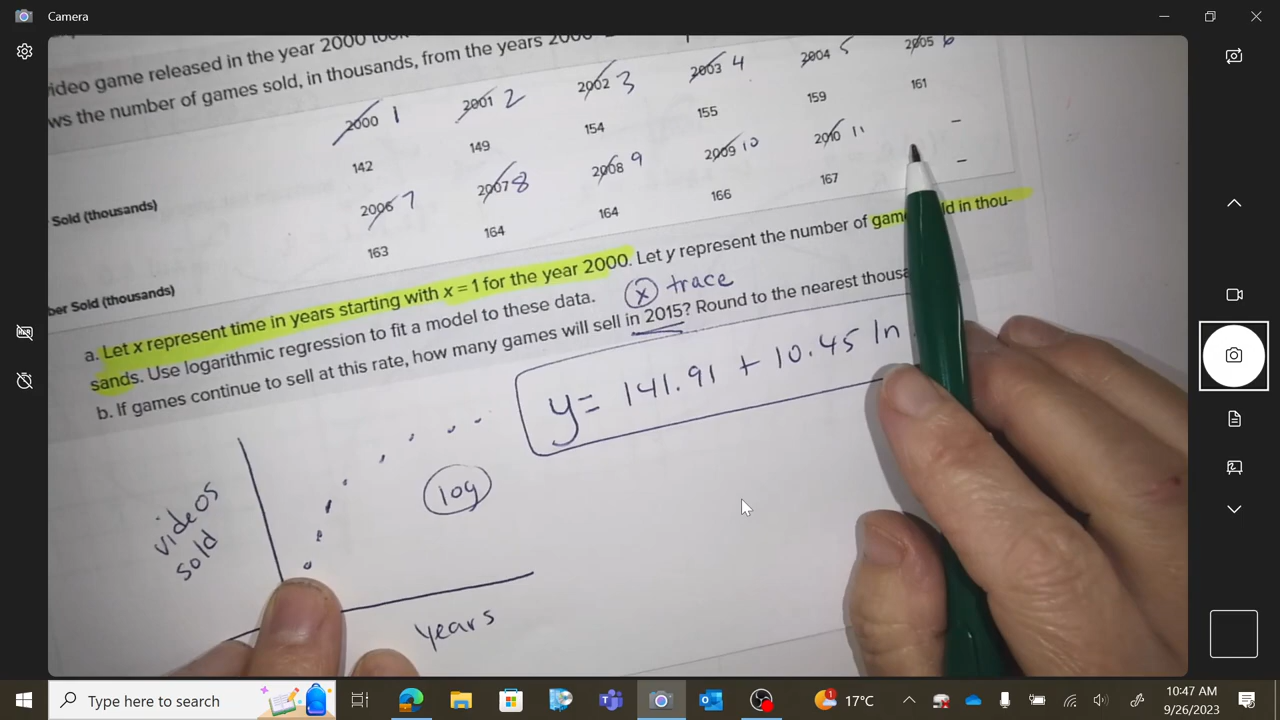 Camera
ideo game released in the year 2000 took
ws the number of games sold, in thousands, from the years 2000
2000 1 2001 2 2002 3 2003 4 2004 5 2005 6
Sold (thousands) 142 149 154 155 159 161
2006 7 2007 8 2008 9 2009 10 2010 11 –
ber Sold (thousands) 163 164 164 166 167 –
a. Let x represent time in years starting with x = 1 for the year 2000. Let y represent the number of games sold in thou-
sands. Use logarithmic regression to fit a model to these data. x trace
b. If games continue to sell at this rate, how many games will sell in 2015? Round to the nearest thousa
y= 141.91 + 10.45 ln
log
videos
sold
years
Type here to search
1
17°C
10:47 AM
9/26/2023